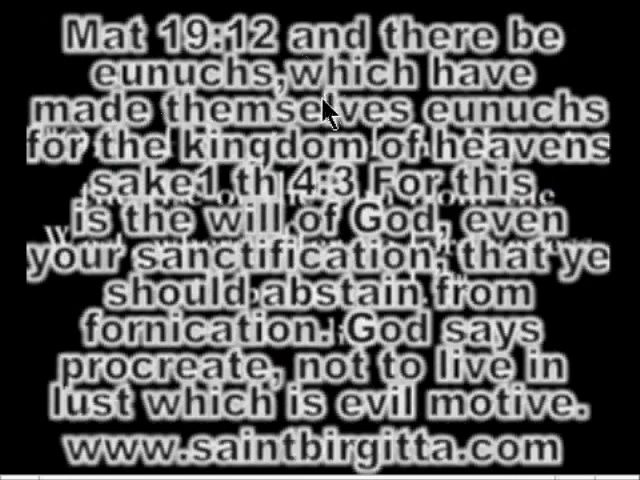 Mat 19:12 and there be
eunuchs,which have
made themselves eunuchs
for the kingdom of heavens
sake1 th 4:3 For this
is the will of God, even
your sanctification, that ye
should abstain from
fornication. God says
procreate, not to live in
lust which is evil motive.
www.saintbirgitta.com